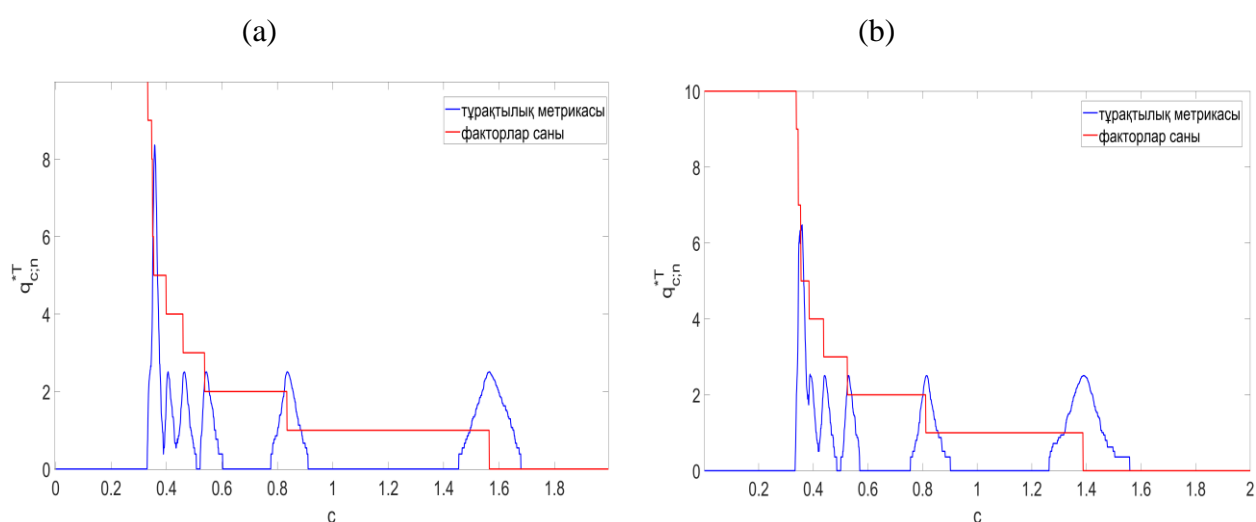 (a)
(b)
тұрақтылық метрикасы
факторлар саны
8
6
4
2
0
q*T c;n
0 0.2 0.4 0.6 0.8 1 1.2 1.4 1.6 1.8
c
тұрақтылық метрикасы
факторлар саны
10
8
6
4
2
0
q*T c;n
0.2 0.4 0.6 0.8 1 1.2 1.4 1.6 1.8 2
c